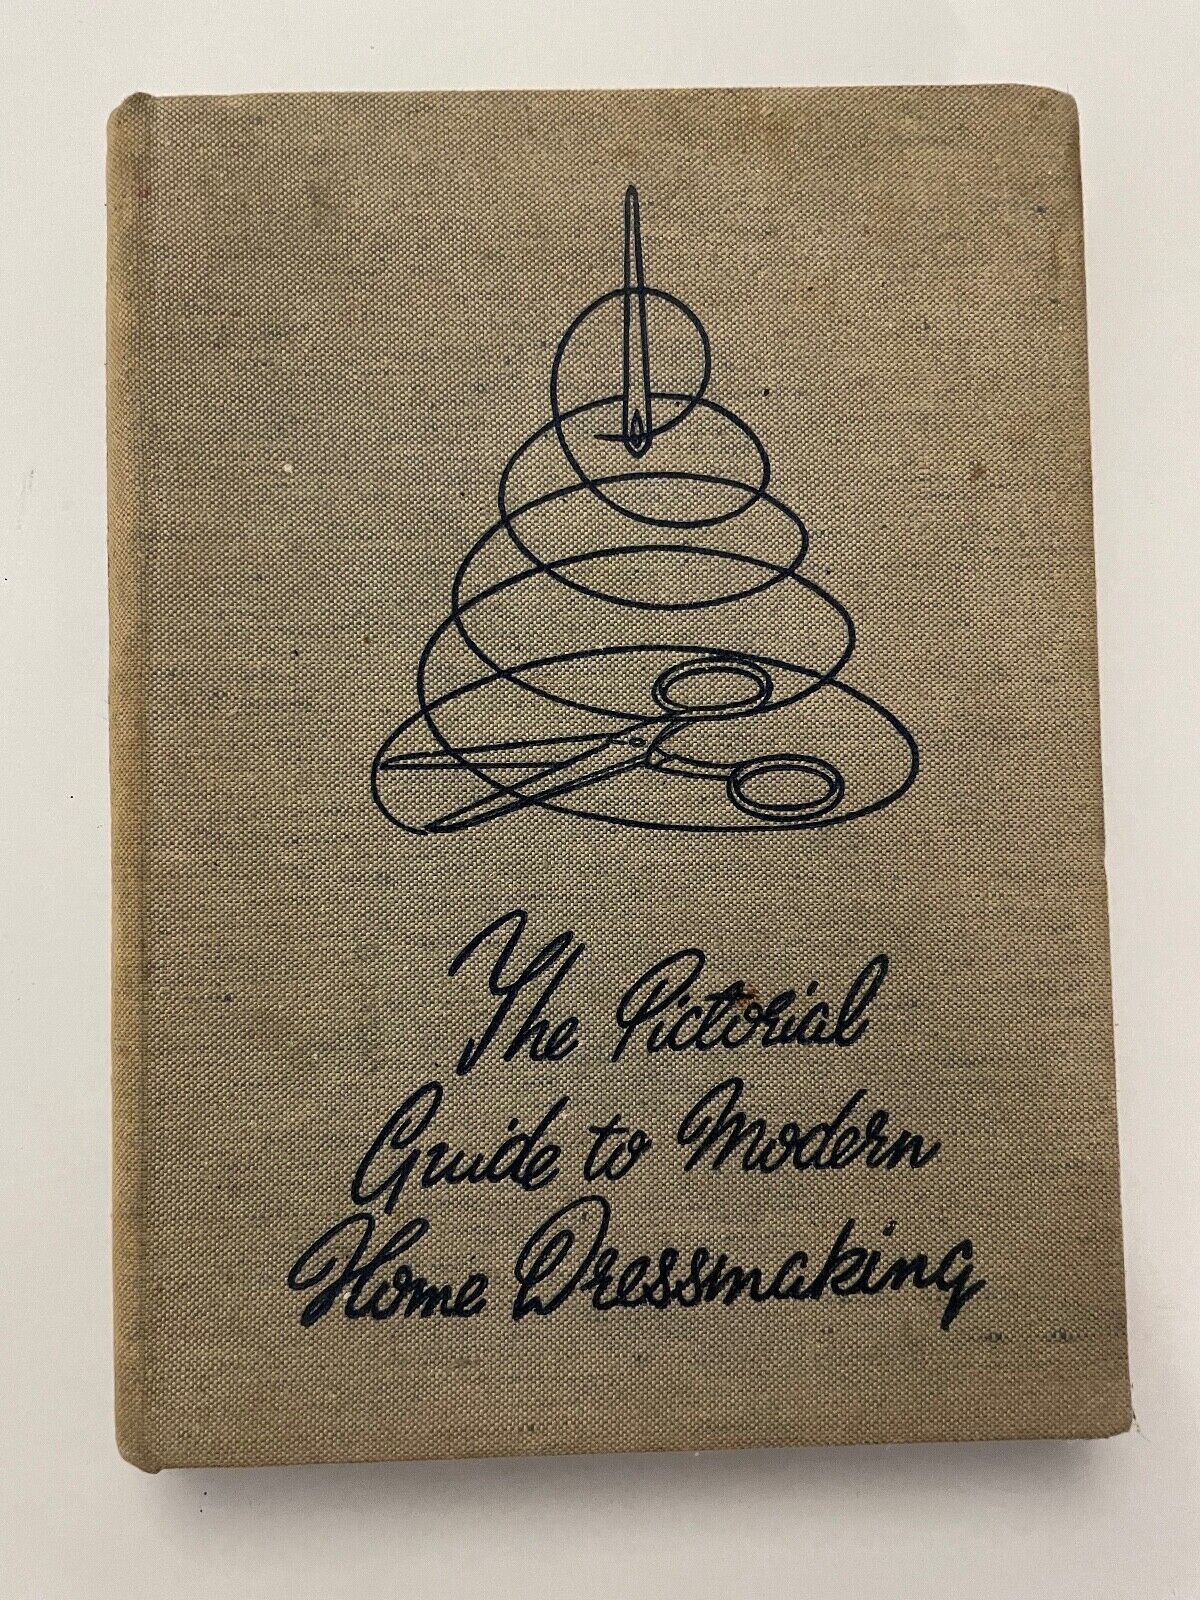 The Pictorial
Guide to Modern
Home Dressmaking